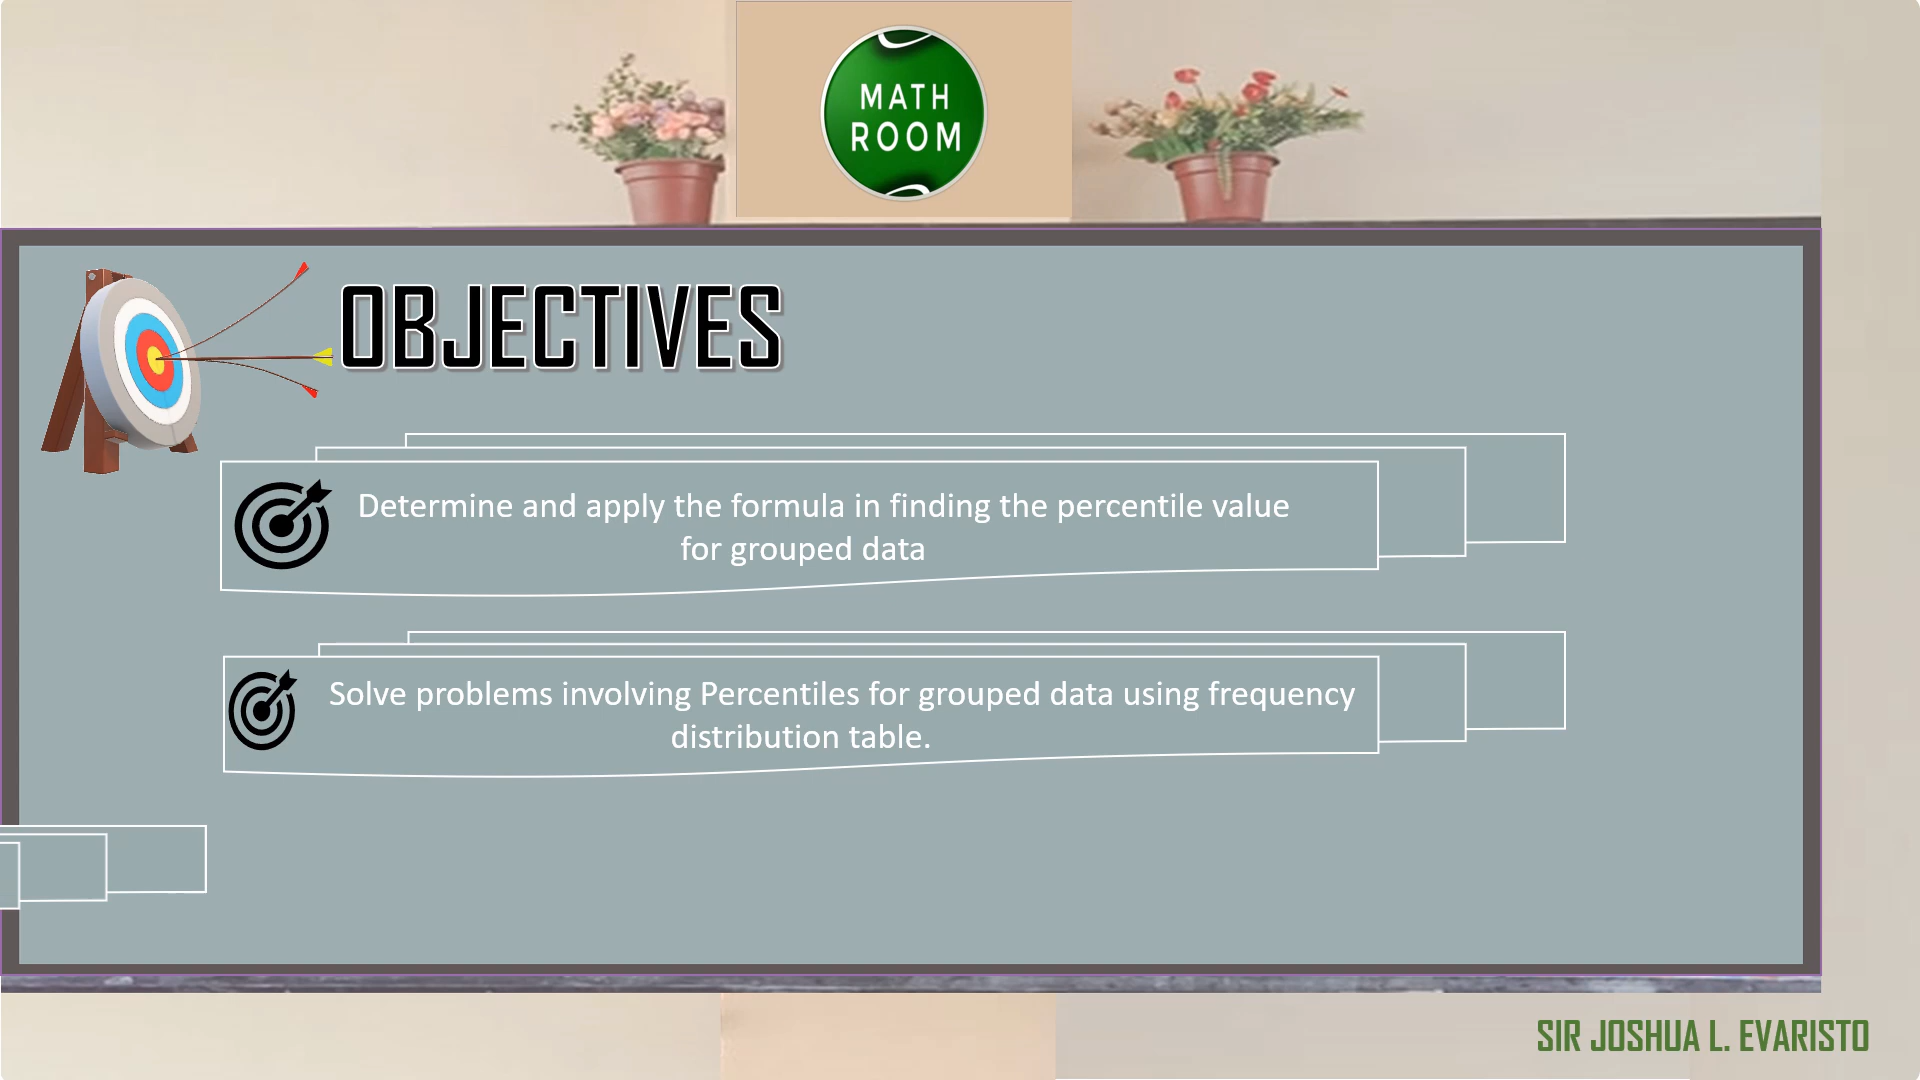 MATH
ROOM
OBJECTIVES
Determine and apply the formula in finding the percentile value
for grouped data
Solve problems involving Percentiles for grouped data using frequency
distribution table.
SIR JOSHUA L. EVARISTO